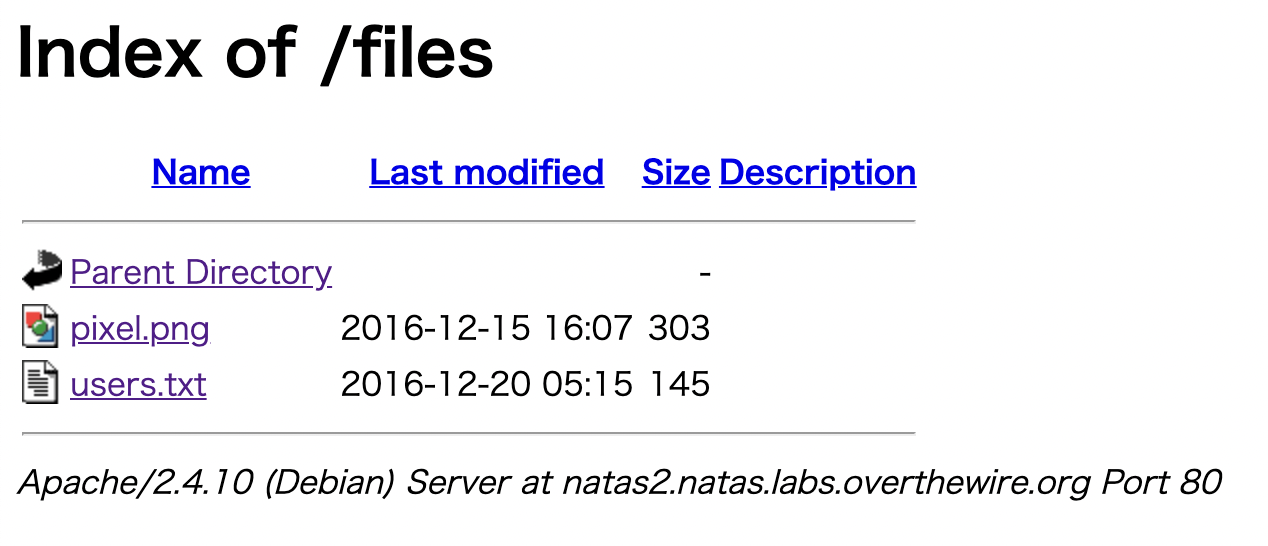 Index of /files
Name Last modified Size Description
Parent Directory -
pixel.png 2016-12-15 16:07 303
users.txt 2016-12-20 05:15 145
Apache/2.4.10 (Debian) Server at natas2.natas.labs.overthewire.org Port 80